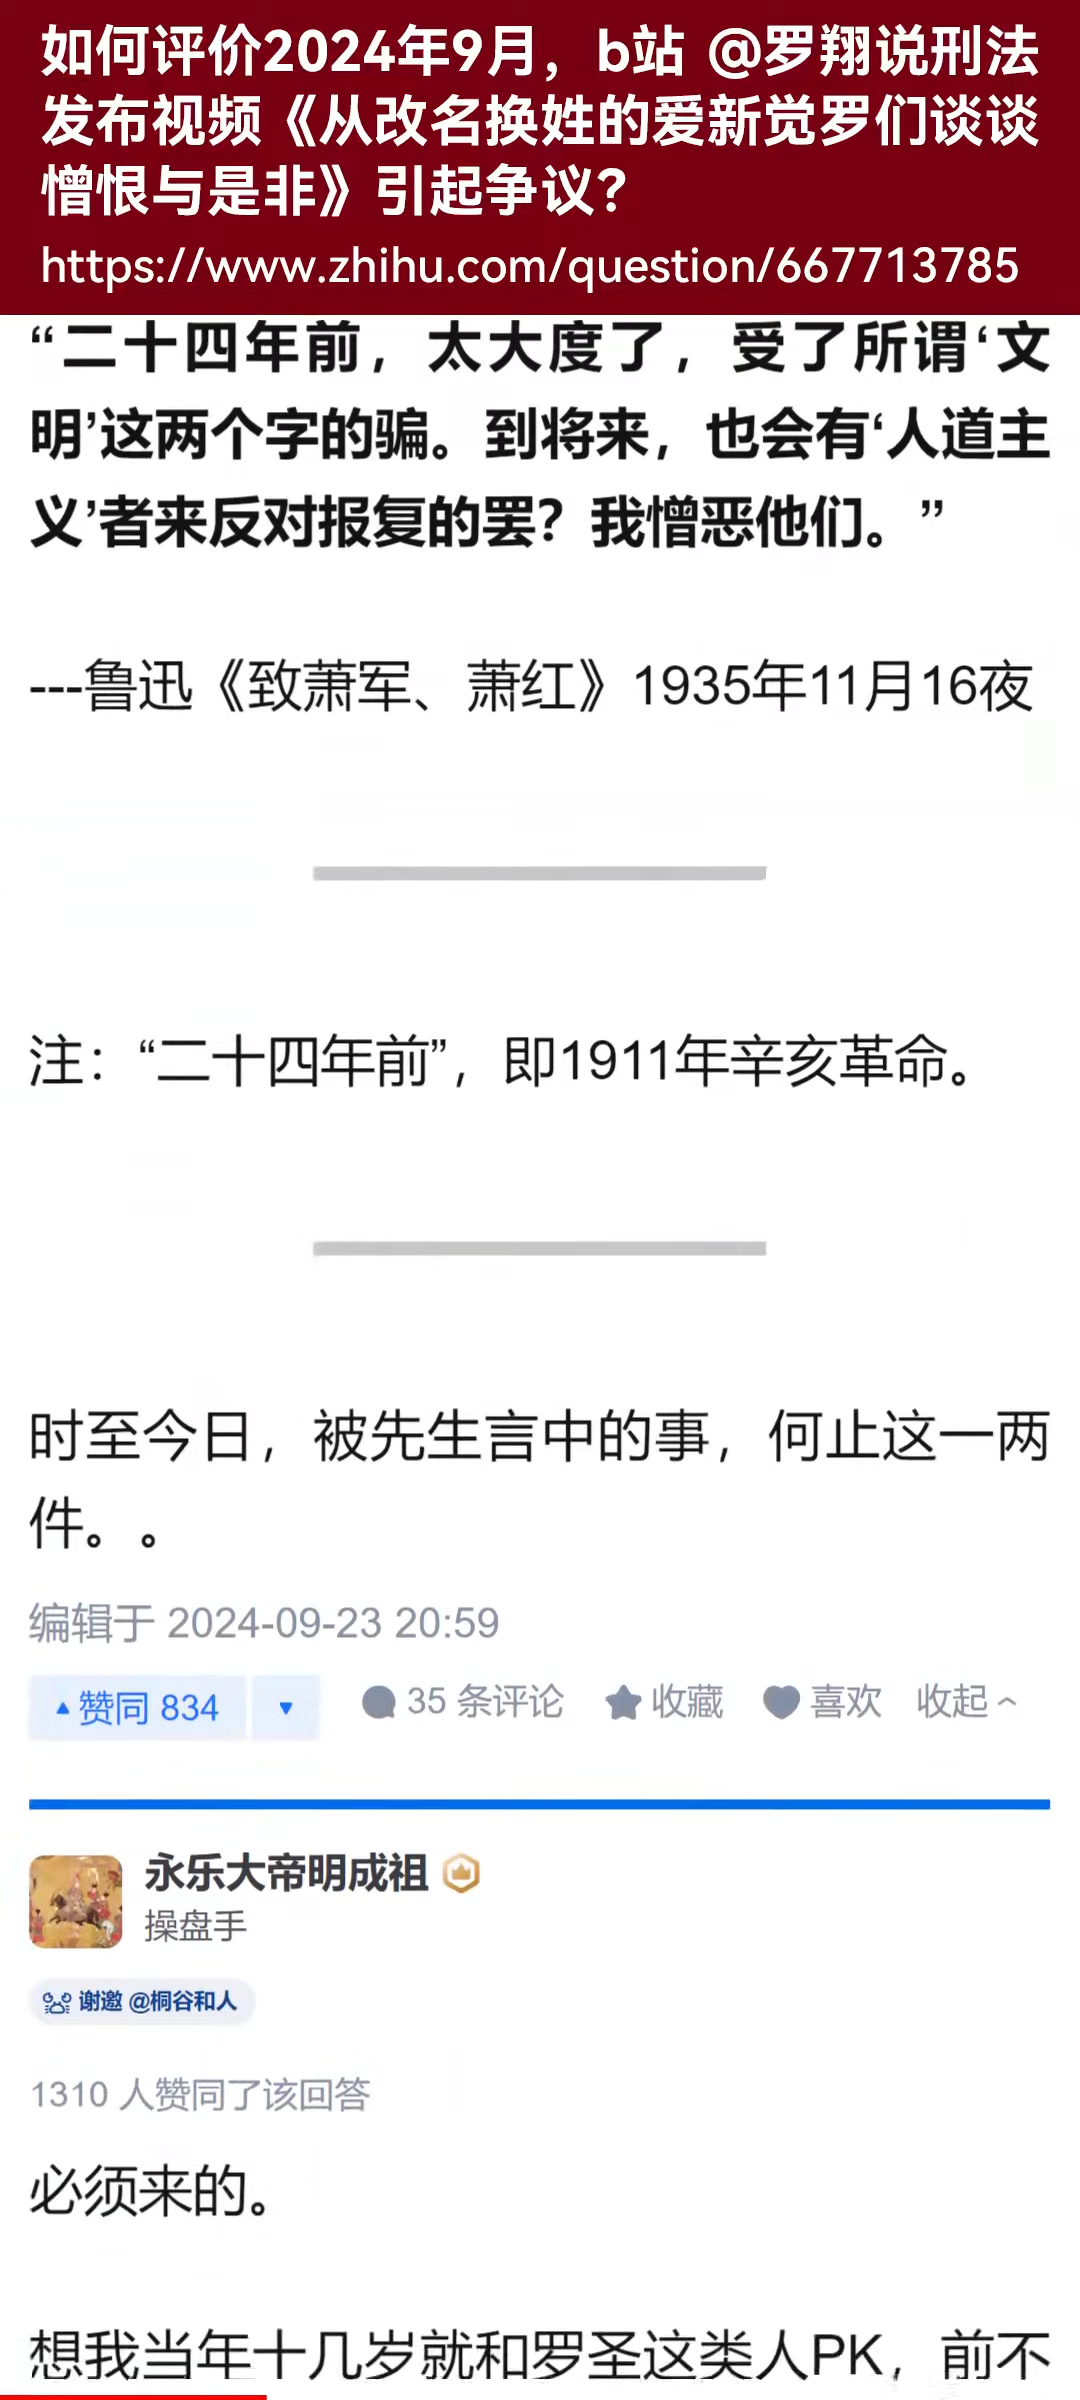 如何评价2024年9月，b站 @罗翔说刑法
发布视频《从改名换姓的爱新觉罗们谈谈
憎恨与是非》引起争议？
https://www.zhihu.com/question/667713785
“二十四年前，太大度了，受了所谓‘文
明’这两个字的骗。到将来，也会有‘人道主
义’者来反对报复的罢？我憎恶他们。”
---鲁迅《致萧军、萧红》1935年11月16夜
注：“二十四年前”，即1911年辛亥革命。
时至今日，被先生言中的事，何止这一两
件。。
编辑于 2024-09-23 20:59
赞同 834 35 条评论 收藏 喜欢 收起
永乐大帝明成祖
操盘手
谢邀 @桐谷和人
1310 人赞同了该回答
必须来的。
想我当年十几岁就和罗圣这类人PK，前不